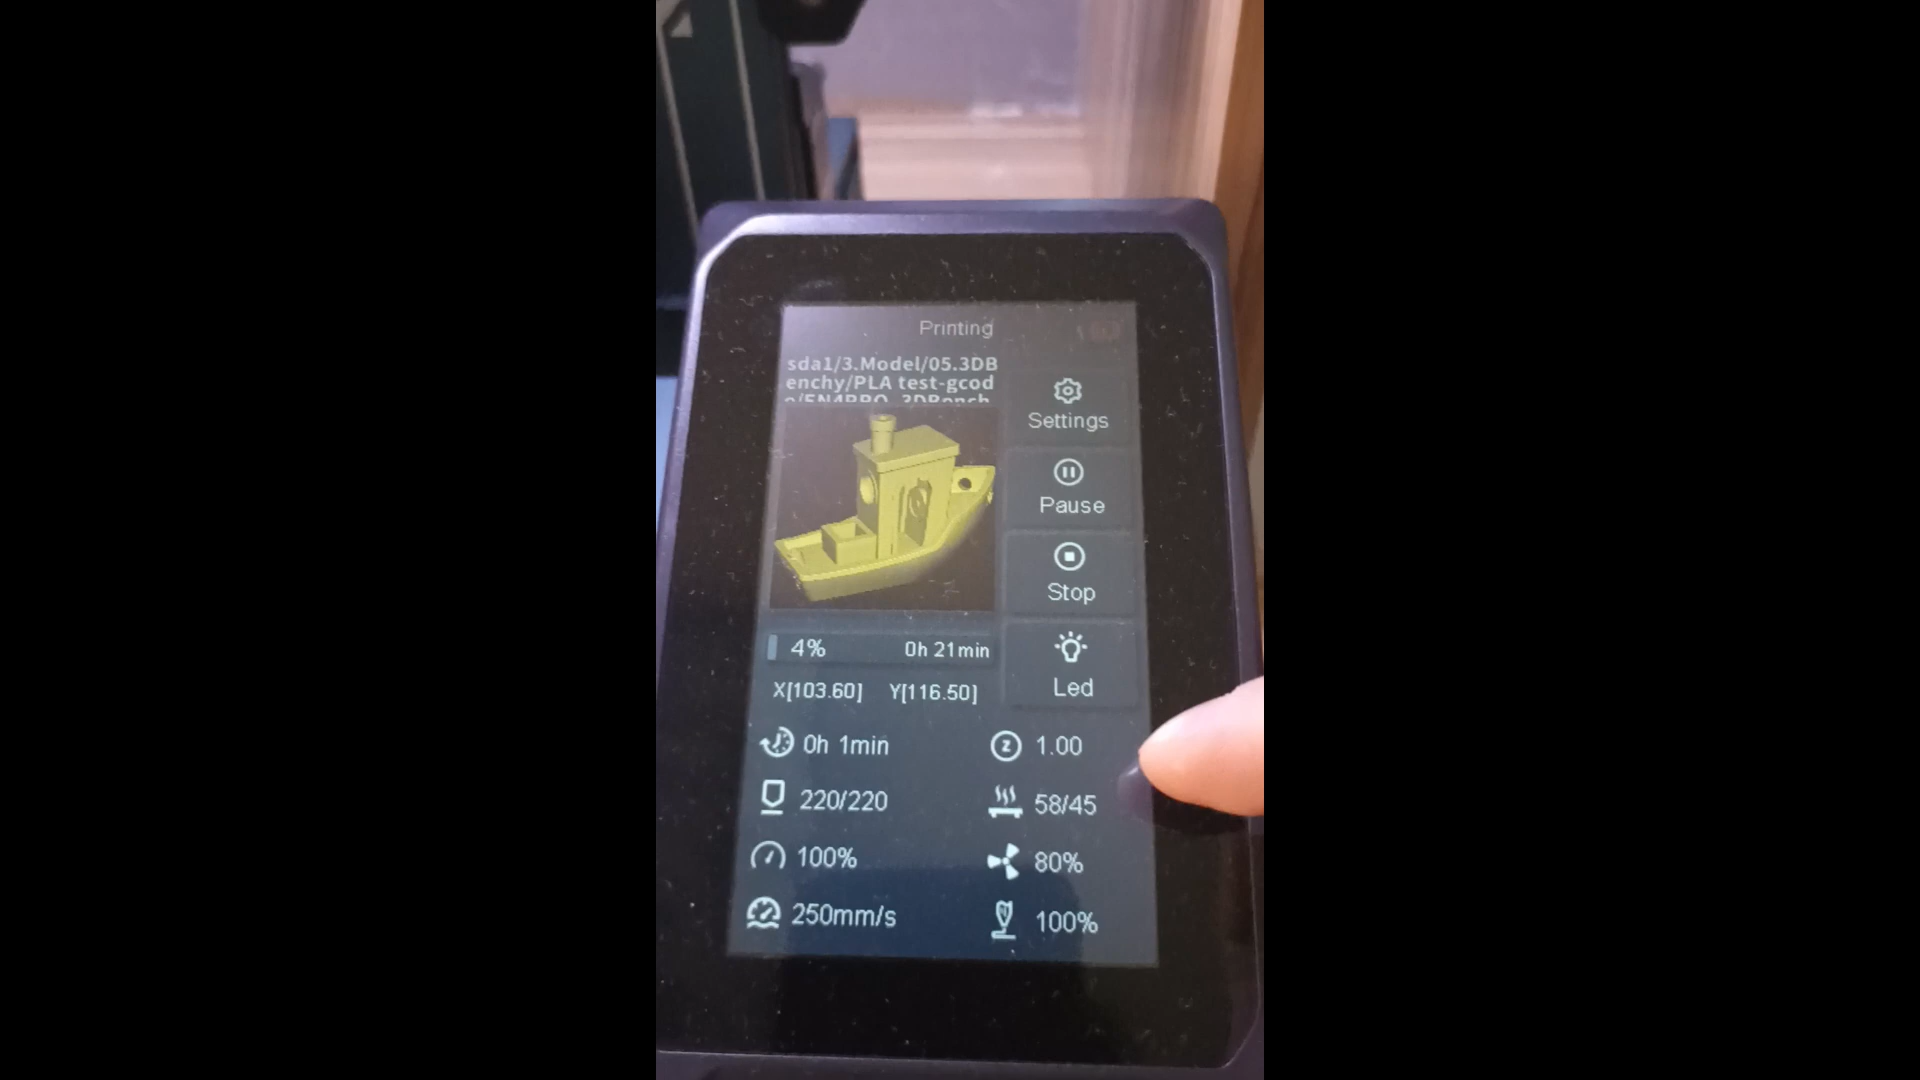 Printing
sda1/3.Model/05.3DB
enchy/PLA test-gcod
e/EN4PRO_3DBench
Settings
Pause
Stop
4% 0h 21min
Led
X[103.60] Y[116.50]
0h 1min 1.00
220/220 58/45
100% 80%
250mm/s 100%